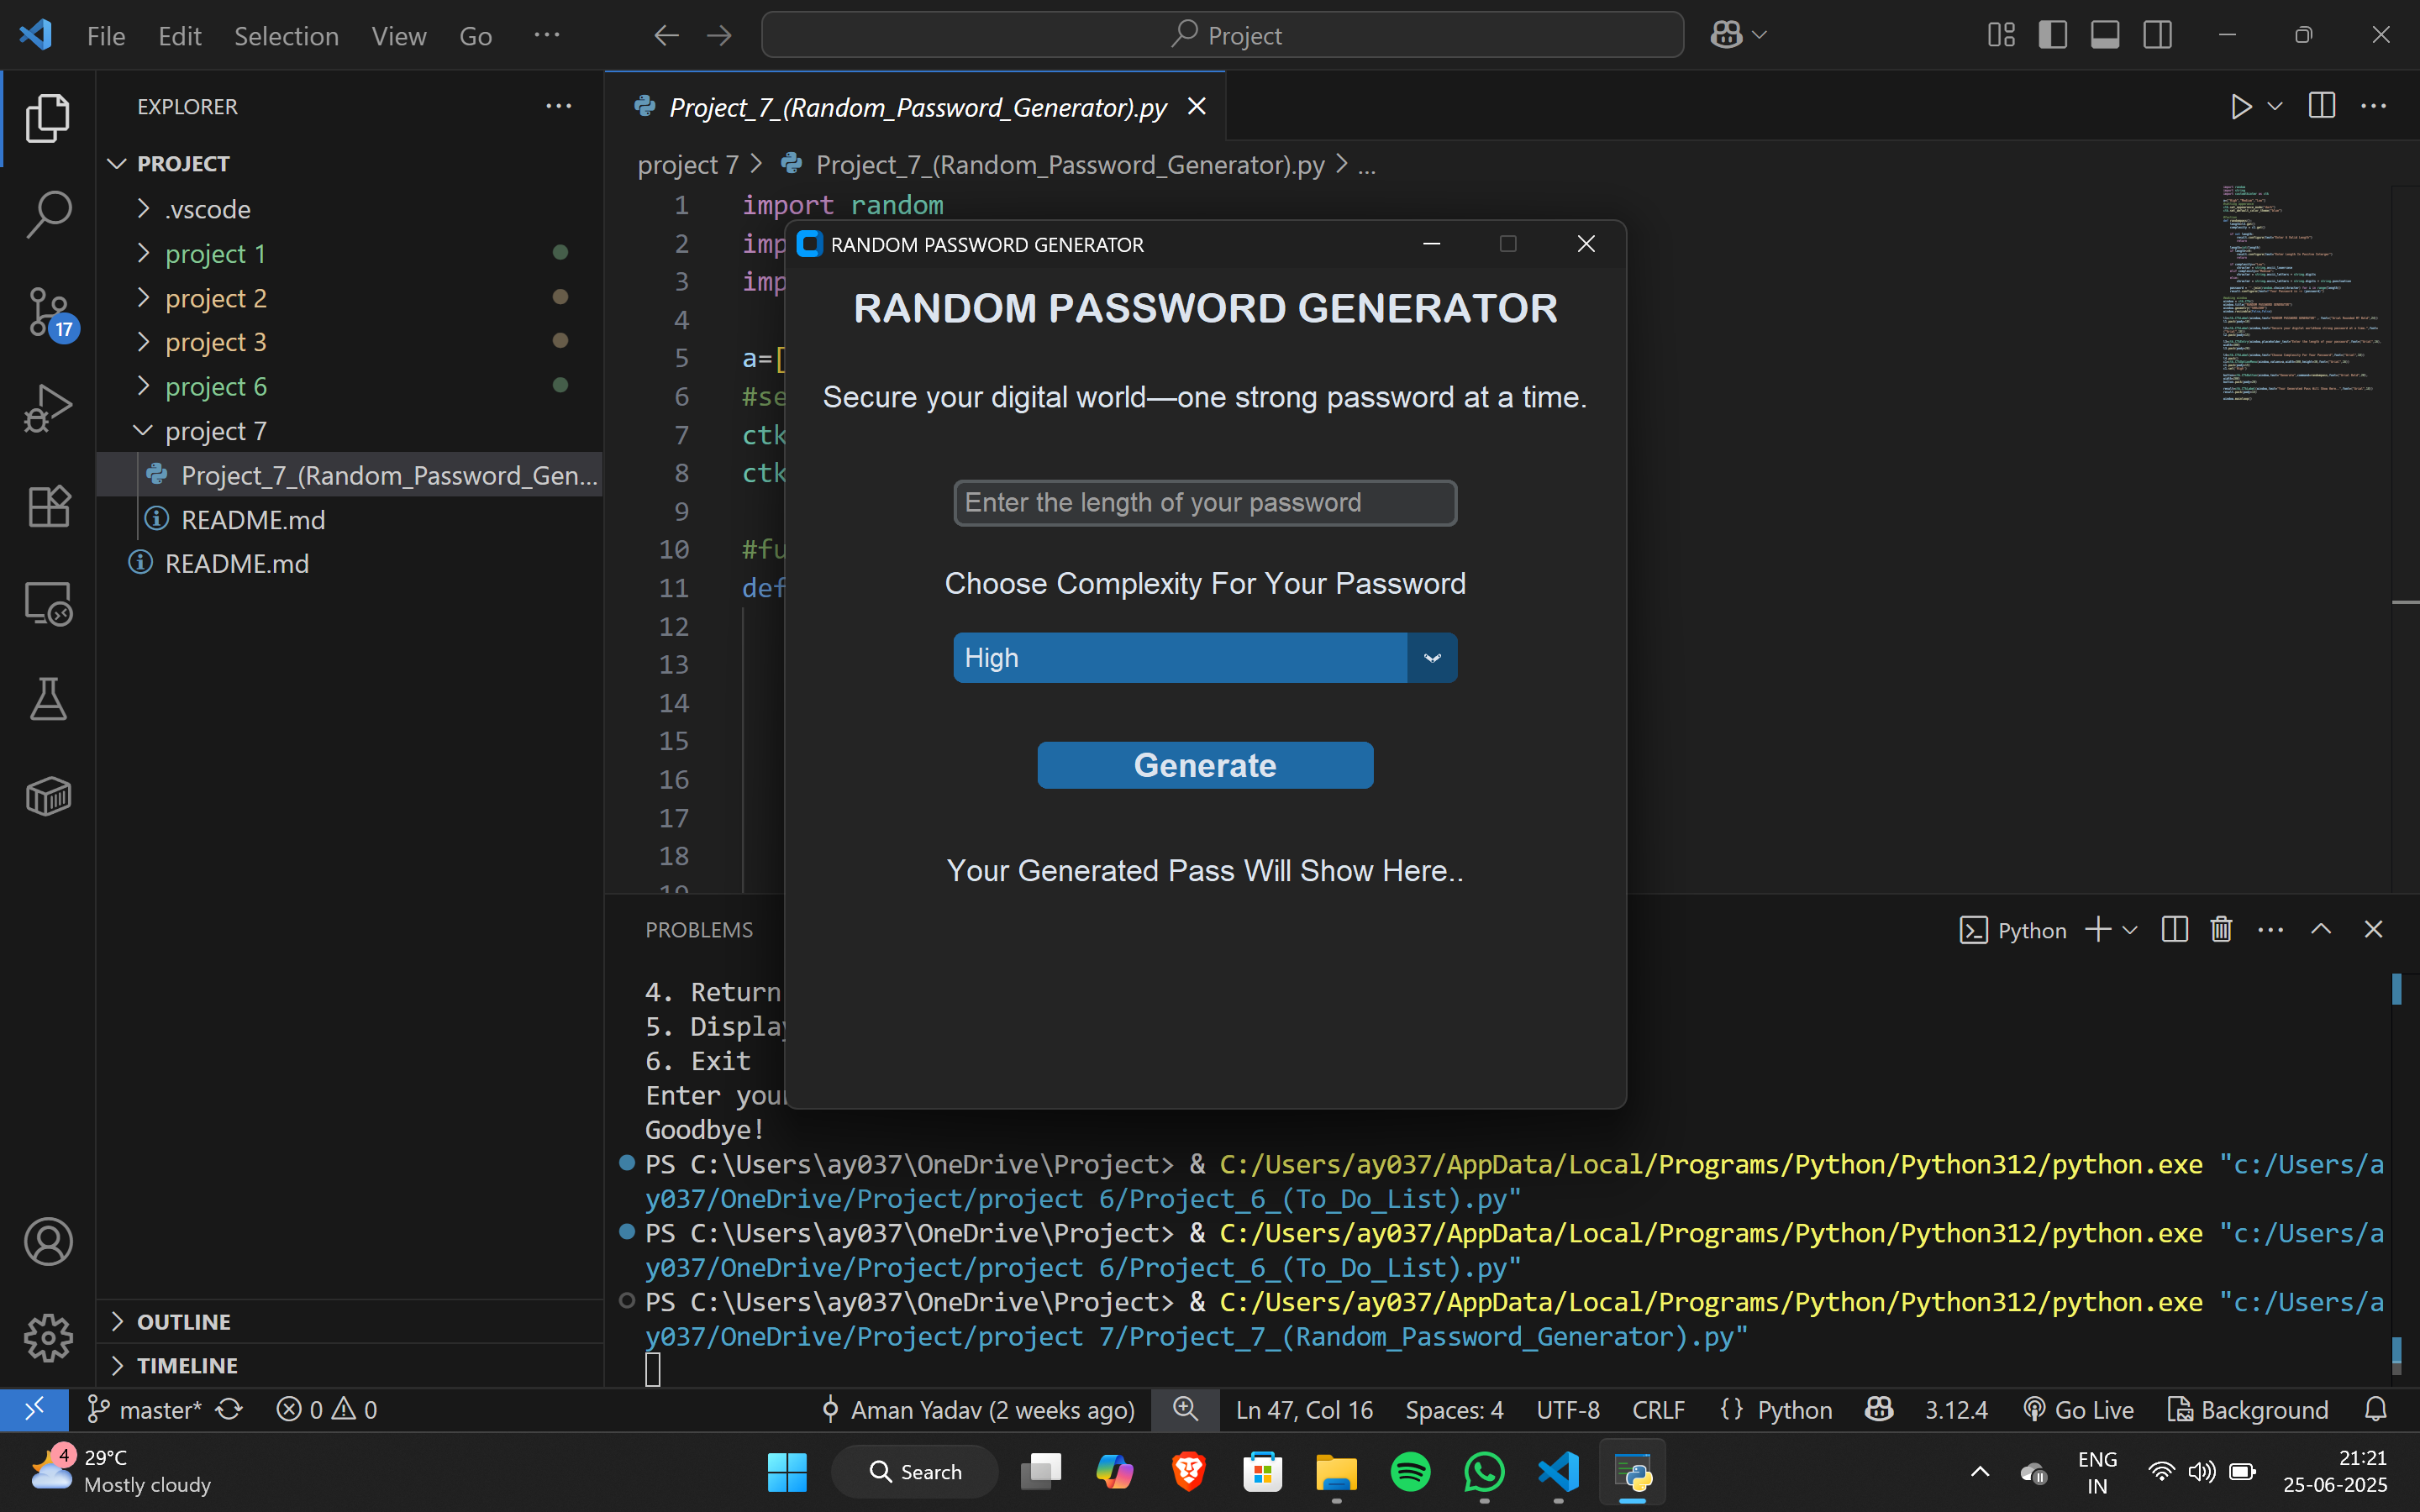 File Edit Selection View Go ...
Project
EXPLORER
PROJECT
.vscode
project 1
project 2
project 3
project 6
project 7
Project_7_(Random_Password_Gen...
README.md
README.md
OUTLINE
TIMELINE
17
Project_7_(Random_Password_Generator).py
project 7 > Project_7_(Random_Password_Generator).py > ...
1 import random
2 imp
3 imp
4
5 a=[
6 #se
7 ctk
8 ctk
9
10 #fu
11 def
12
13
14
15
16
17
18
19
RANDOM PASSWORD GENERATOR
RANDOM PASSWORD GENERATOR
Secure your digital world—one strong password at a time.
Enter the length of your password
Choose Complexity For Your Password
High
Generate
Your Generated Pass Will Show Here..
PROBLEMS
Python
4. Return
5. Display
6. Exit
Enter your
Goodbye!
PS C:\Users\ay037\OneDrive\Project> & C:/Users/ay037/AppData/Local/Programs/Python/Python312/python.exe "c:/Users/a
y037/OneDrive/Project/project 6/Project_6_(To_Do_List).py"
PS C:\Users\ay037\OneDrive\Project> & C:/Users/ay037/AppData/Local/Programs/Python/Python312/python.exe "c:/Users/a
y037/OneDrive/Project/project 6/Project_6_(To_Do_List).py"
PS C:\Users\ay037\OneDrive\Project> & C:/Users/ay037/AppData/Local/Programs/Python/Python312/python.exe "c:/Users/a
y037/OneDrive/Project/project 7/Project_7_(Random_Password_Generator).py"
master* 0 0 Aman Yadav (2 weeks ago) Ln 47, Col 16 Spaces: 4 UTF-8 CRLF {} Python 3.12.4 Go Live Background
4
29°C
Mostly cloudy
Search
ENG
IN
21:21
25-06-2025